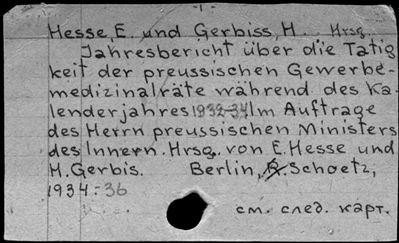 - 1 -
Hesse, E. und Gerbiss, H. Hrsg.
Jahresbericht über die Tätig
keit der preussischen Gewerbe-
medizinalräte während des Ka-
lenderjahres 1932-34 Im Auftrage
des Herrn preussischen Ministers
des Innern. Hrsg. von E. Hesse und
H. Gerbis. Berlin, R. Schoetz,
1934-36
см. след. карт.